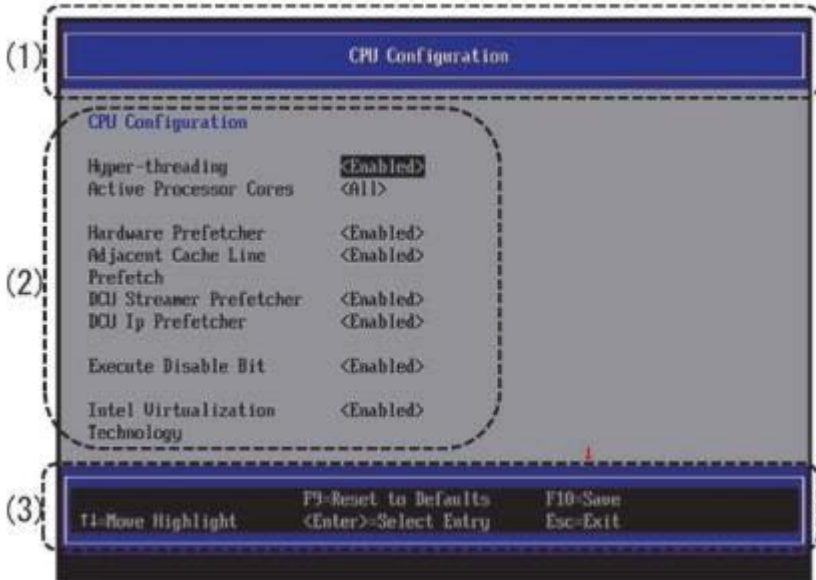 (1)
CPU Configuration
(2)
CPU Configuration
Hyper-threading <Enabled>
Active Processor Cores <All>
Hardware Prefetcher <Enabled>
Adjacent Cache Line <Enabled>
Prefetch
DCU Streamer Prefetcher <Enabled>
DCU Ip Prefetcher <Enabled>
Execute Disable Bit <Enabled>
Intel Virtualization <Enabled>
Technology
↓
(3)
F9=Reset to Defaults F10=Save
↑↓=Move Highlight <Enter>=Select Entry Esc=Exit